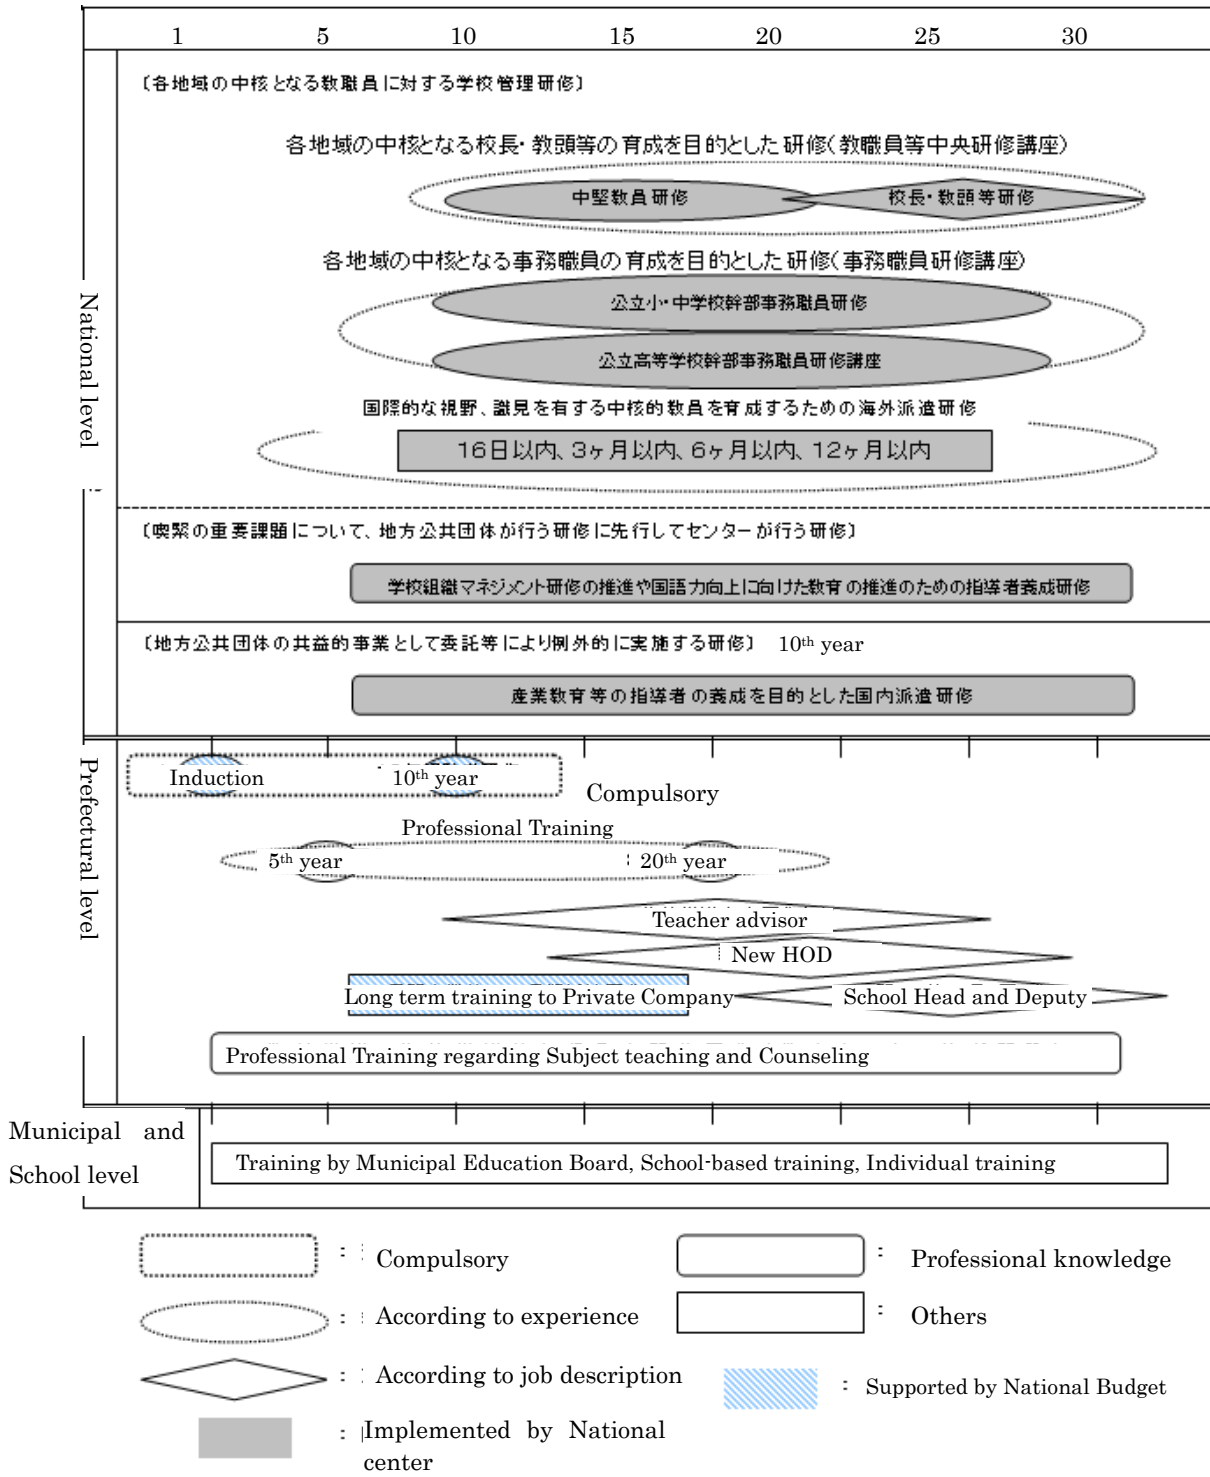 1 5 10 15 20 25 30
〔各地域の中核となる教職員に対する学校管理研修〕
各地域の中核となる校長・教頭等の育成を目的とした研修(教職員等中央研修講座)
中堅教員研修
校長・教頭等研修
各地域の中核となる事務職員の育成を目的とした研修(事務職員研修講座)
公立小・中学校幹部事務職員研修
公立高等学校幹部事務職員研修講座
国際的な視野、識見を有する中核的教員を育成するための海外派遣研修
16日以内、3ヶ月以内、6ヶ月以内、12ヶ月以内
National level
〔喫緊の重要課題について、地方公共団体が行う研修に先行してセンターが行う研修〕
学校組織マネジメント研修の推進や国語力向上に向けた教育の推進のための指導者養成研修
〔地方公共団体の共益的事業として委託等により例外的に実施する研修〕 10th year
産業教育等の指導者の養成を目的とした国内派遣研修
Prefectural level
Induction
10th year
Compulsory
Professional Training
5th year
20th year
Teacher advisor
New HOD
Long term training to Private Company
School Head and Deputy
Professional Training regarding Subject teaching and Counseling
Municipal and
School level
Training by Municipal Education Board, School-based training, Individual training
: Compulsory
: Professional knowledge
: According to experience
: Others
: According to job description
: Supported by National Budget
: Implemented by National
center